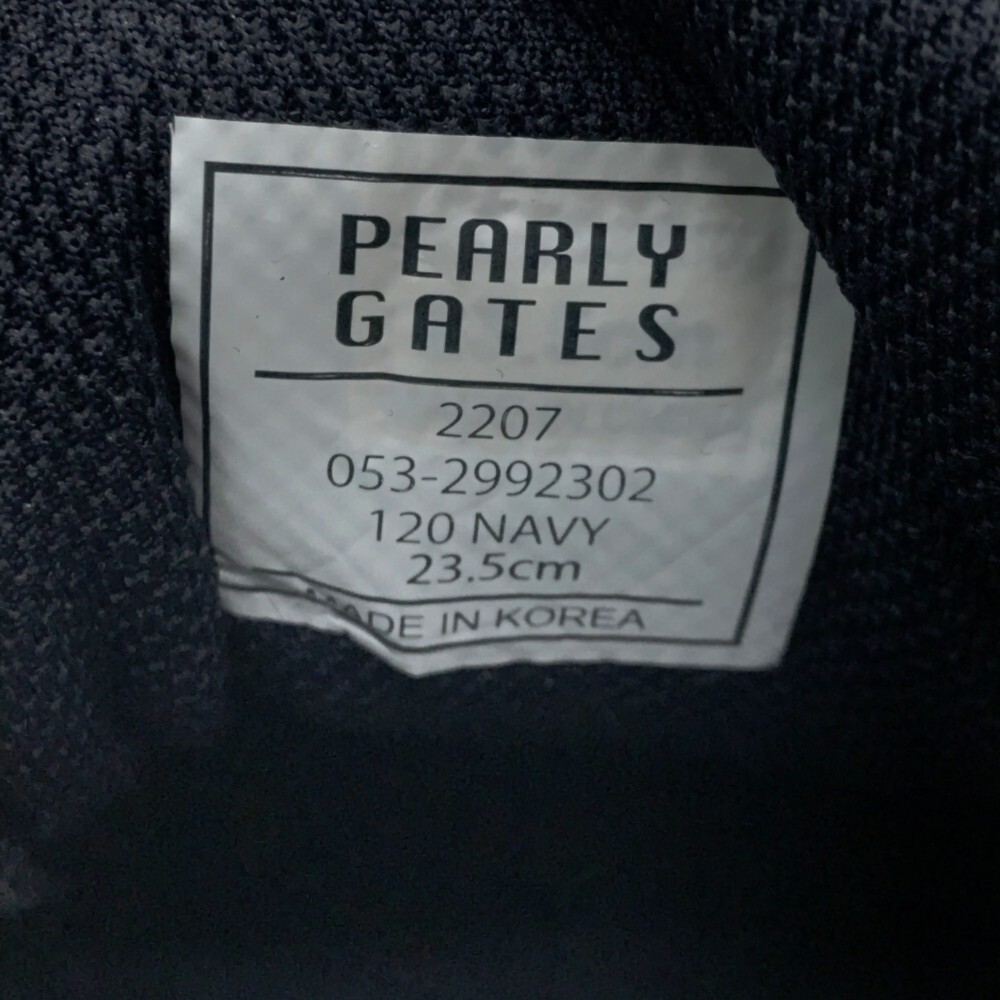 PEARLY
GATES
2207
053-2992302
120 NAVY
23.5cm
MADE IN KOREA